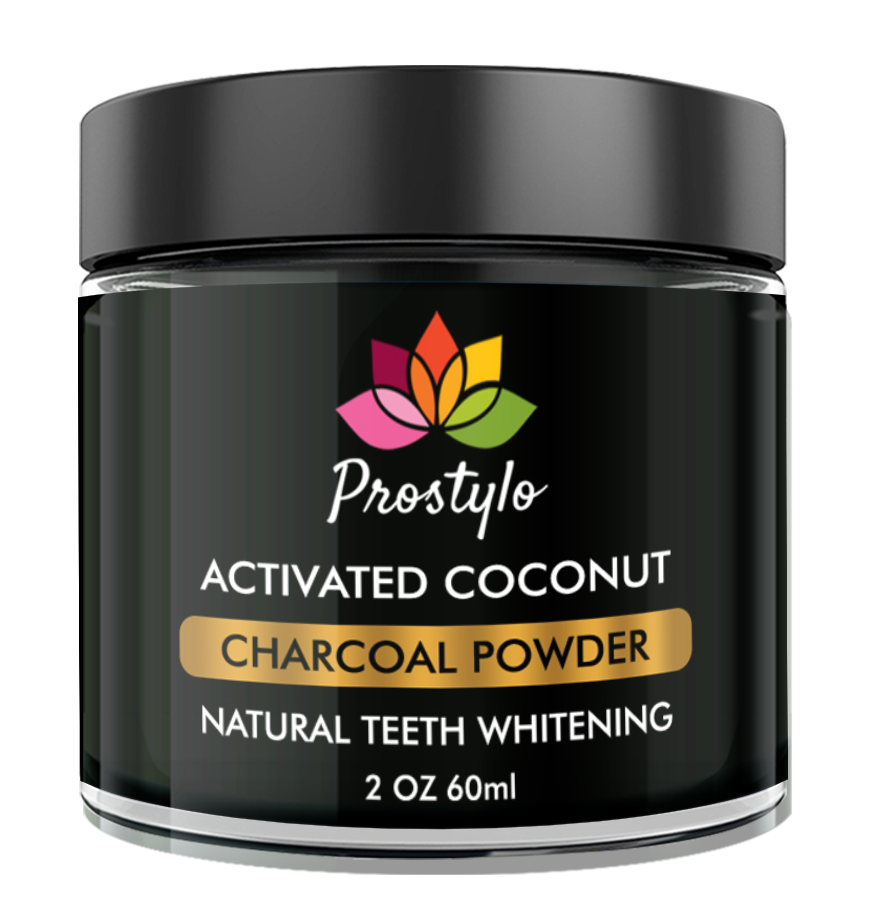 Prostylo
ACTIVATED COCONUT
CHARCOAL POWDER
NATURAL TEETH WHITENING
2 OZ 60ml